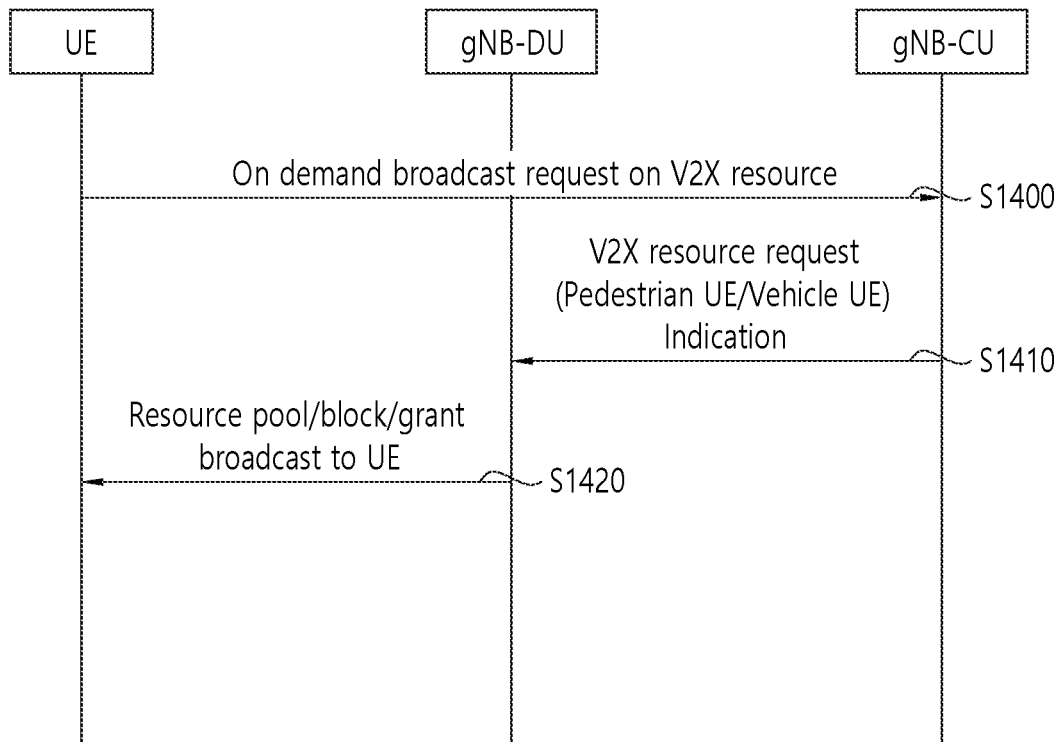 UE
gNB-DU
gNB-CU
On demand broadcast request on V2X resource
S1400
V2X resource request
(Pedestrian UE/Vehicle UE)
Indication
S1410
Resource pool/block/grant
broadcast to UE
S1420